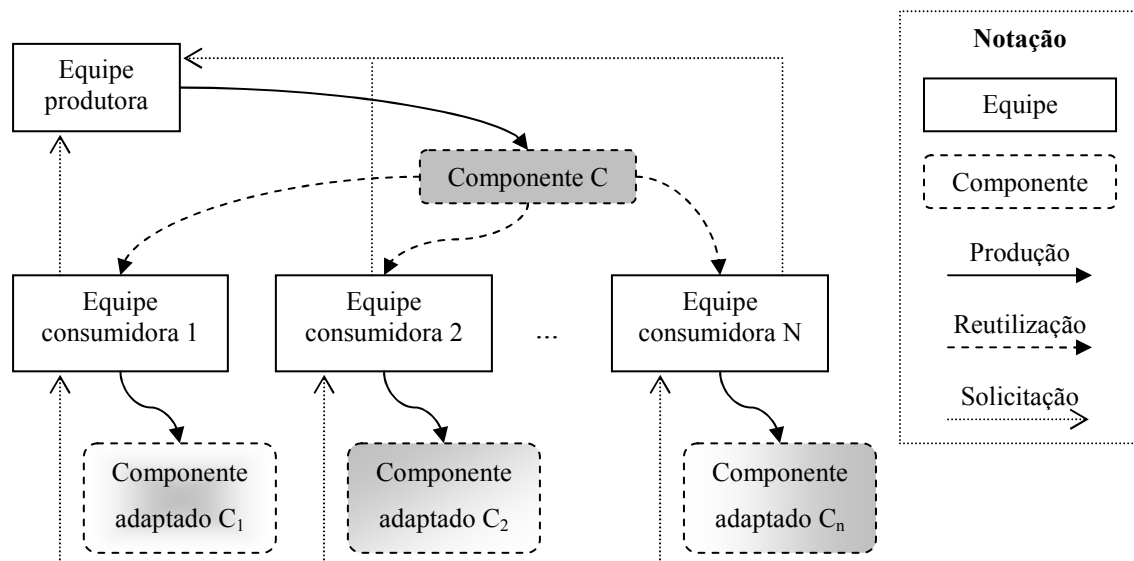 Equipe
produtora
Componente C
Equipe
consumidora 1
Equipe
consumidora 2
...
Equipe
consumidora N
Componente
adaptado C₁
Componente
adaptado C₂
Componente
adaptado Cₙ
Notação
Equipe
Componente
Produção
Reutilização
Solicitação